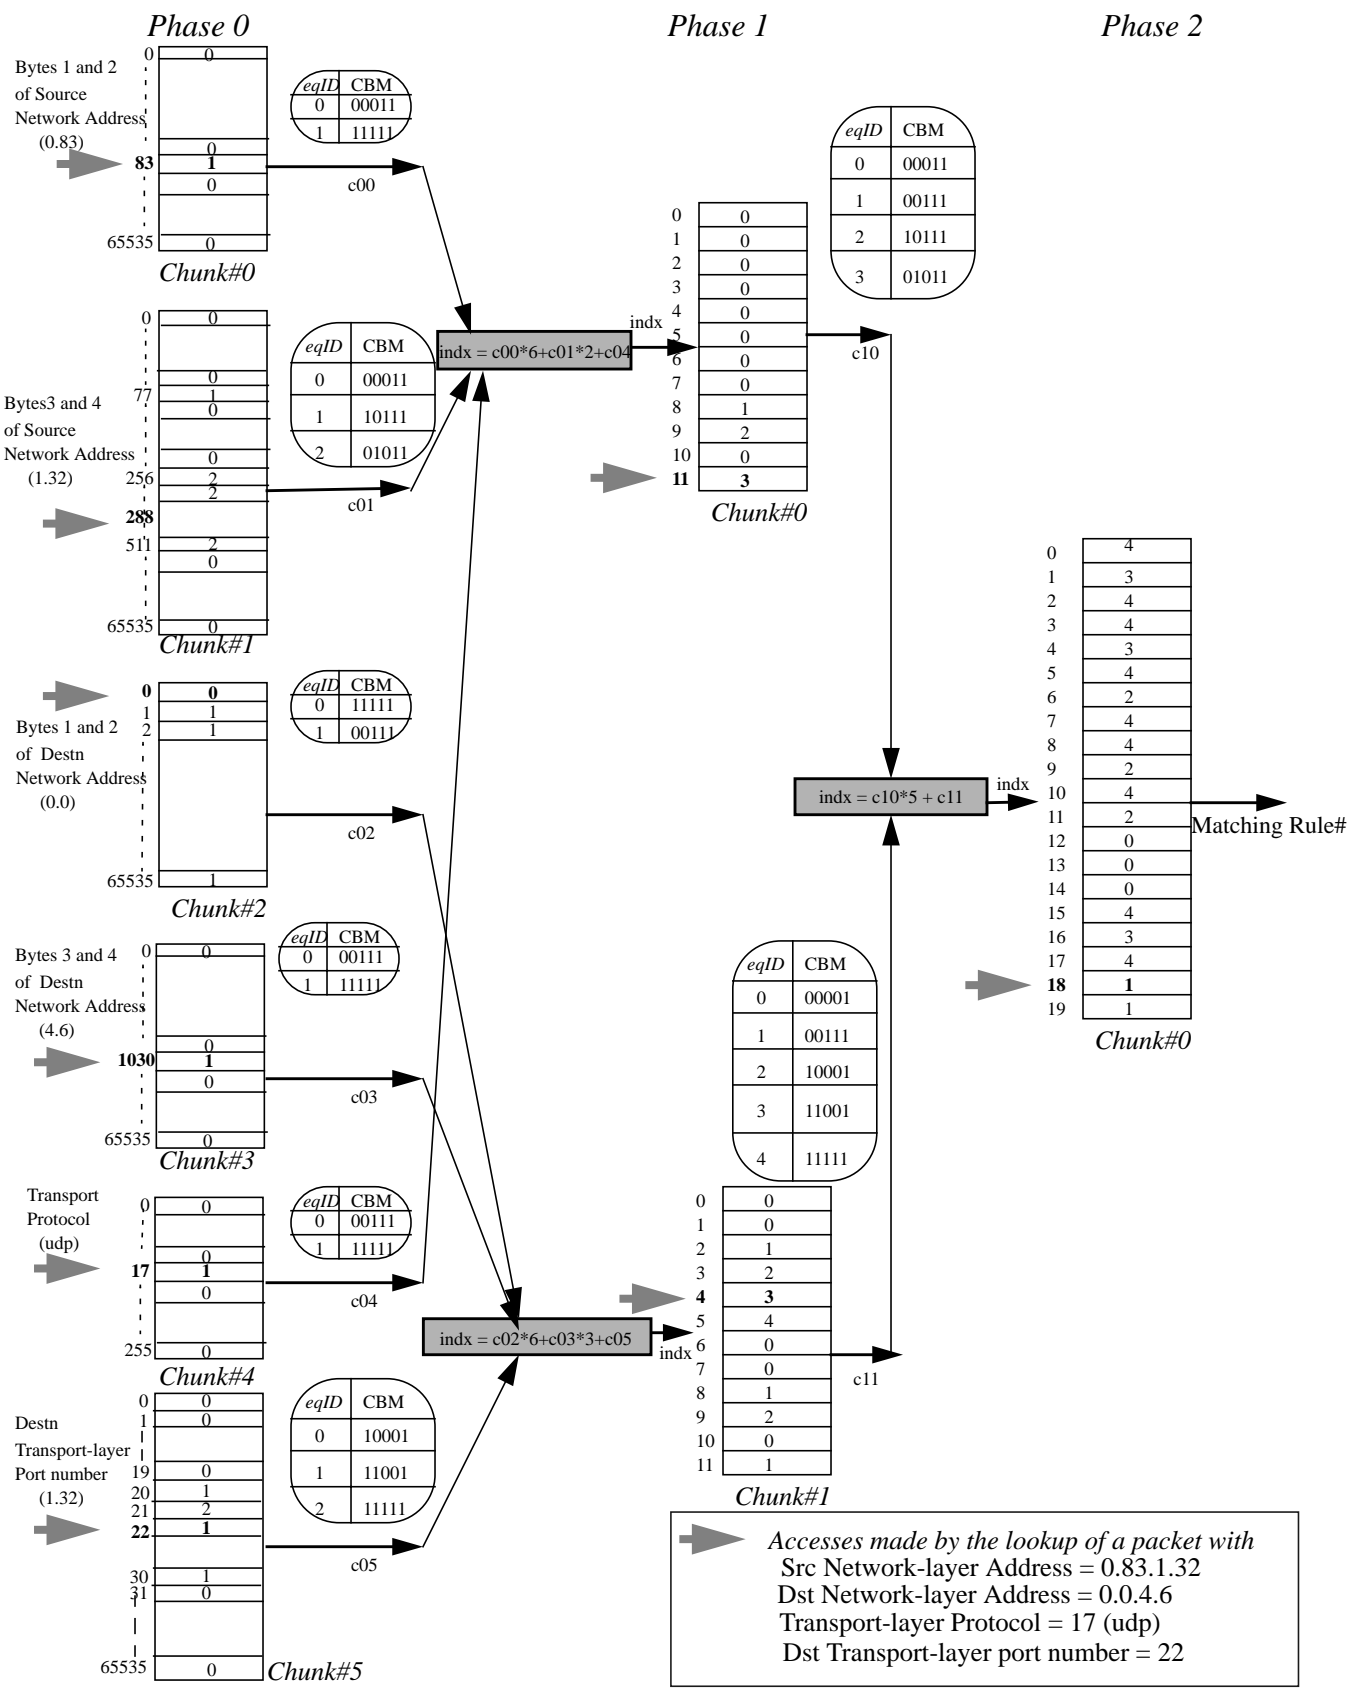 Phase 0
Phase 1
Phase 2
Bytes 1 and 2
of Source
Network Address
(0.83)
0 0
0
83 1
0
65535 0
Chunk#0
eqID CBM
0 00011
1 11111
c00
Bytes3 and 4
of Source
Network Address
(1.32)
0 0
0
77 1
0
0
256 2
2
288
511 2
0
65535 0
Chunk#1
eqID CBM
0 00011
1 10111
2 01011
c01
Bytes 1 and 2
of Destn
Network Address
(0.0)
0 0
1 1
2 1
65535 1
Chunk#2
eqID CBM
0 11111
1 00111
c02
Bytes 3 and 4
of Destn
Network Address
(4.6)
0 0
0
1030 1
0
65535 0
Chunk#3
eqID CBM
0 00111
1 11111
c03
Transport
Protocol
(udp)
0 0
0
17 1
0
255 0
Chunk#4
eqID CBM
0 00111
1 11111
c04
Destn
Transport-layer
Port number
(1.32)
0 0
1 0
19 0
20 1
21 2
22 1
30 1
31 0
65535 0
Chunk#5
eqID CBM
0 10001
1 11001
2 11111
c05
indx = c00*6+c01*2+c04
indx
0 0
1 0
2 0
3 0
4 0
5 0
6 0
7 0
8 1
9 2
10 0
11 3
Chunk#0
eqID CBM
0 00011
1 00111
2 10111
3 01011
c10
indx = c02*6+c03*3+c05
indx
eqID CBM
0 00001
1 00111
2 10001
3 11001
4 11111
0 0
1 0
2 1
3 2
4 3
5 4
6 0
7 0
8 1
9 2
10 0
11 1
Chunk#1
c11
indx = c10*5 + c11
indx
0 4
1 3
2 4
3 4
4 3
5 4
6 2
7 4
8 4
9 2
10 4
11 2
12 0
13 0
14 0
15 4
16 3
17 4
18 1
19 1
Chunk#0
Matching Rule#
Accesses made by the lookup of a packet with
Src Network-layer Address = 0.83.1.32
Dst Network-layer Address = 0.0.4.6
Transport-layer Protocol = 17 (udp)
Dst Transport-layer port number = 22